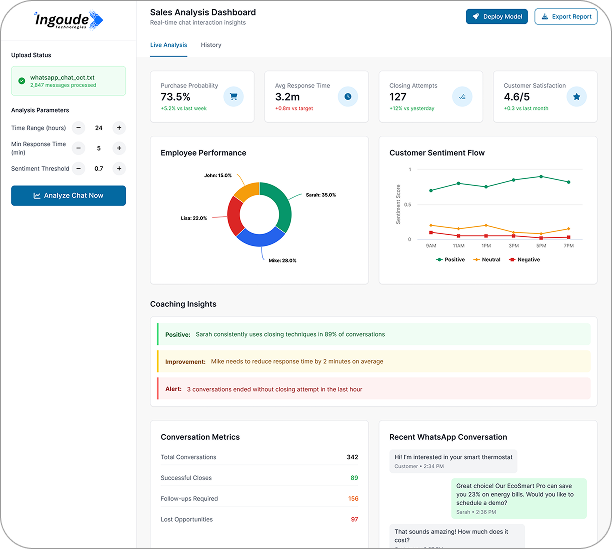 Ingoude
technologies
Sales Analysis Dashboard
Real-time chat interaction insights
Deploy Model
Export Report
Live Analysis
History
Upload Status
whatsapp_chat_oct.txt
2,847 messages processed
Analysis Parameters
Time Range (hours)
− 24 +
Min Response Time
(min)
− 5 +
Sentiment Threshold
− 0.7 +
Analyze Chat Now
Purchase Probability
73.5%
+5.2% vs last week
Avg Response Time
3.2m
+0.8m vs target
Closing Attempts
127
+12% vs yesterday
Customer Satisfaction
4.6/5
+0.3 vs last month
Employee Performance
John: 15.0%
Sarah: 35.0%
Lisa: 22.0%
Mike: 28.0%
Customer Sentiment Flow
Sentiment Score
1
0.5
0
9AM 11AM 1PM 3PM 5PM 7PM
Positive Neutral Negative
Coaching Insights
Positive: Sarah consistently uses closing techniques in 89% of conversations
Improvement: Mike needs to reduce response time by 2 minutes on average
Alert: 3 conversations ended without closing attempt in the last hour
Conversation Metrics
Total Conversations 342
Successful Closes 89
Follow-ups Required 156
Lost Opportunities 97
Recent WhatsApp Conversation
Hi! I'm interested in your smart thermostat
Customer • 2:34 PM
Great choice! Our EcoSmart Pro can save
you 23% on energy bills. Would you like to
schedule a demo?
Sarah • 2:36 PM
That sounds amazing! How much does it
cost?